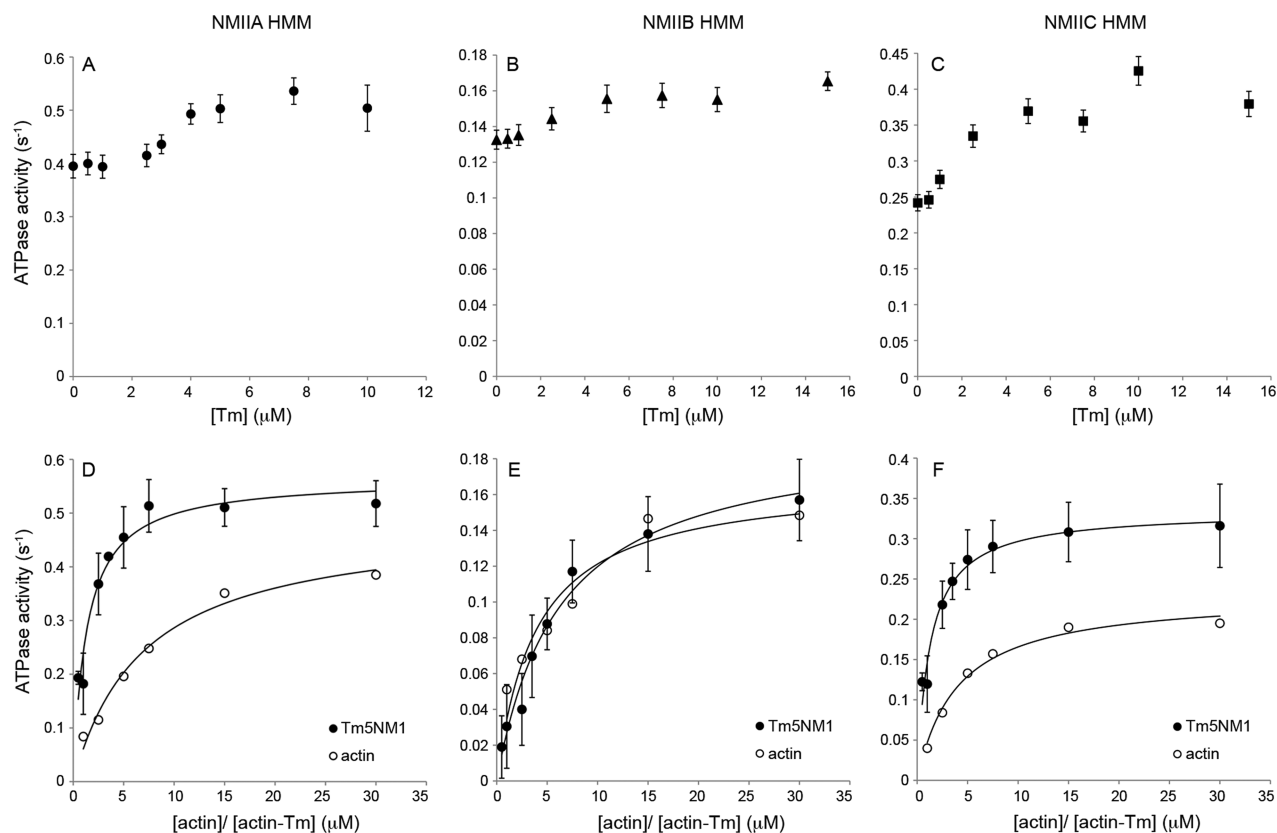 NMIIA HMM
NMIIB HMM
NMIIC HMM
A
ATPase activity (s⁻¹)
0.6
0.5
0.4
0.3
0.2
0.1
0
0 2 4 6 8 10 12
[Tm] (μM)
B
0.18
0.16
0.14
0.12
0.1
0.08
0.06
0.04
0.02
0
0 2 4 6 8 10 12 14 16
[Tm] (μM)
C
0.45
0.4
0.35
0.3
0.25
0.2
0.15
0.1
0.05
0
0 2 4 6 8 10 12 14 16
[Tm] (μM)
D
ATPase activity (s⁻¹)
0.6
0.5
0.4
0.3
0.2
0.1
0
Tm5NM1
actin
0 5 10 15 20 25 30 35
[actin]/ [actin-Tm] (μM)
E
0.18
0.16
0.14
0.12
0.1
0.08
0.06
0.04
0.02
0
Tm5NM1
actin
0 5 10 15 20 25 30 35
[actin]/ [actin-Tm] (μM)
F
0.4
0.35
0.3
0.25
0.2
0.15
0.1
0.05
0
Tm5NM1
actin
0 5 10 15 20 25 30 35
[actin]/ [actin-Tm] (μM)